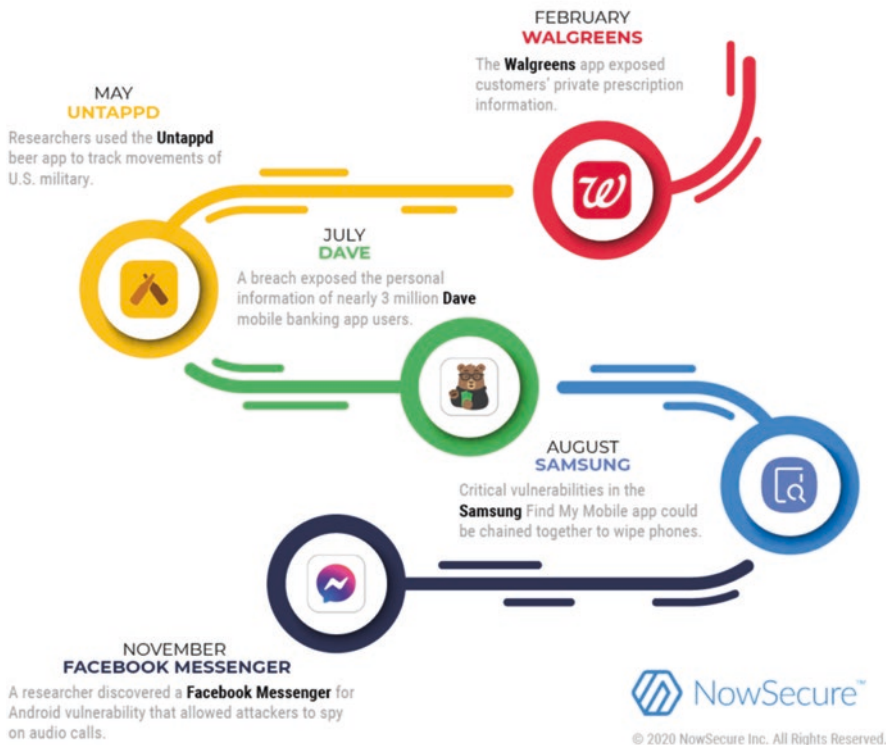 FEBRUARY
WALGREENS
The Walgreens app exposed
customers' private prescription
information.
MAY
UNTAPPD
Researchers used the Untappd
beer app to track movements of
U.S. military.
JULY
DAVE
A breach exposed the personal
information of nearly 3 million Dave
mobile banking app users.
AUGUST
SAMSUNG
Critical vulnerabilities in the
Samsung Find My Mobile app could
be chained together to wipe phones.
NOVEMBER
FACEBOOK MESSENGER
A researcher discovered a Facebook Messenger for
Android vulnerability that allowed attackers to spy
on audio calls.
NowSecure™
© 2020 NowSecure Inc. All Rights Reserved.